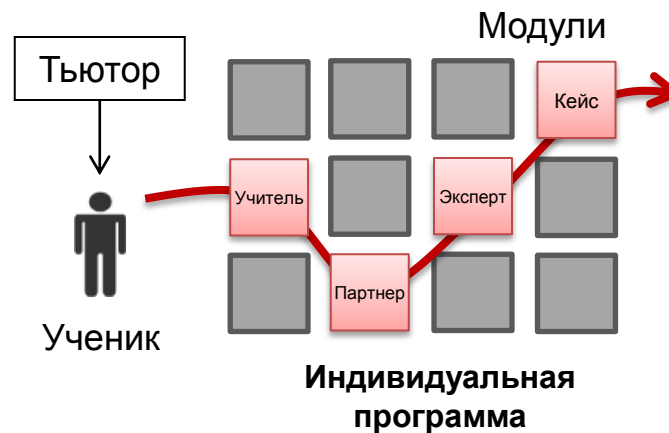 Модули
Тьютор
Кейс
Учитель
Эксперт
Партнер
Ученик
Индивидуальная
программа